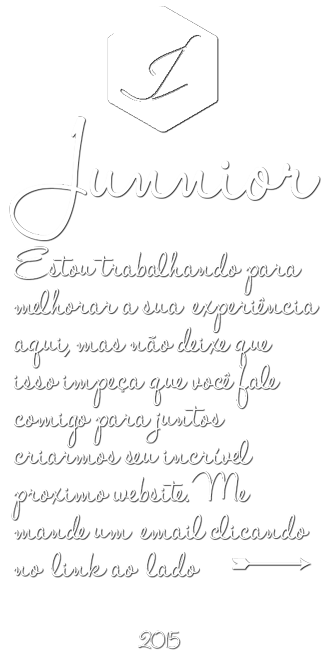 J
Junnior
Estou trabalhando para
melhorar a sua experiência
aqui, mas não deixe que
isso impeça que você fale
comigo para juntos
criarmos seu incrível
proximo website. Me
mande um email clicando
no link ao lado
2015